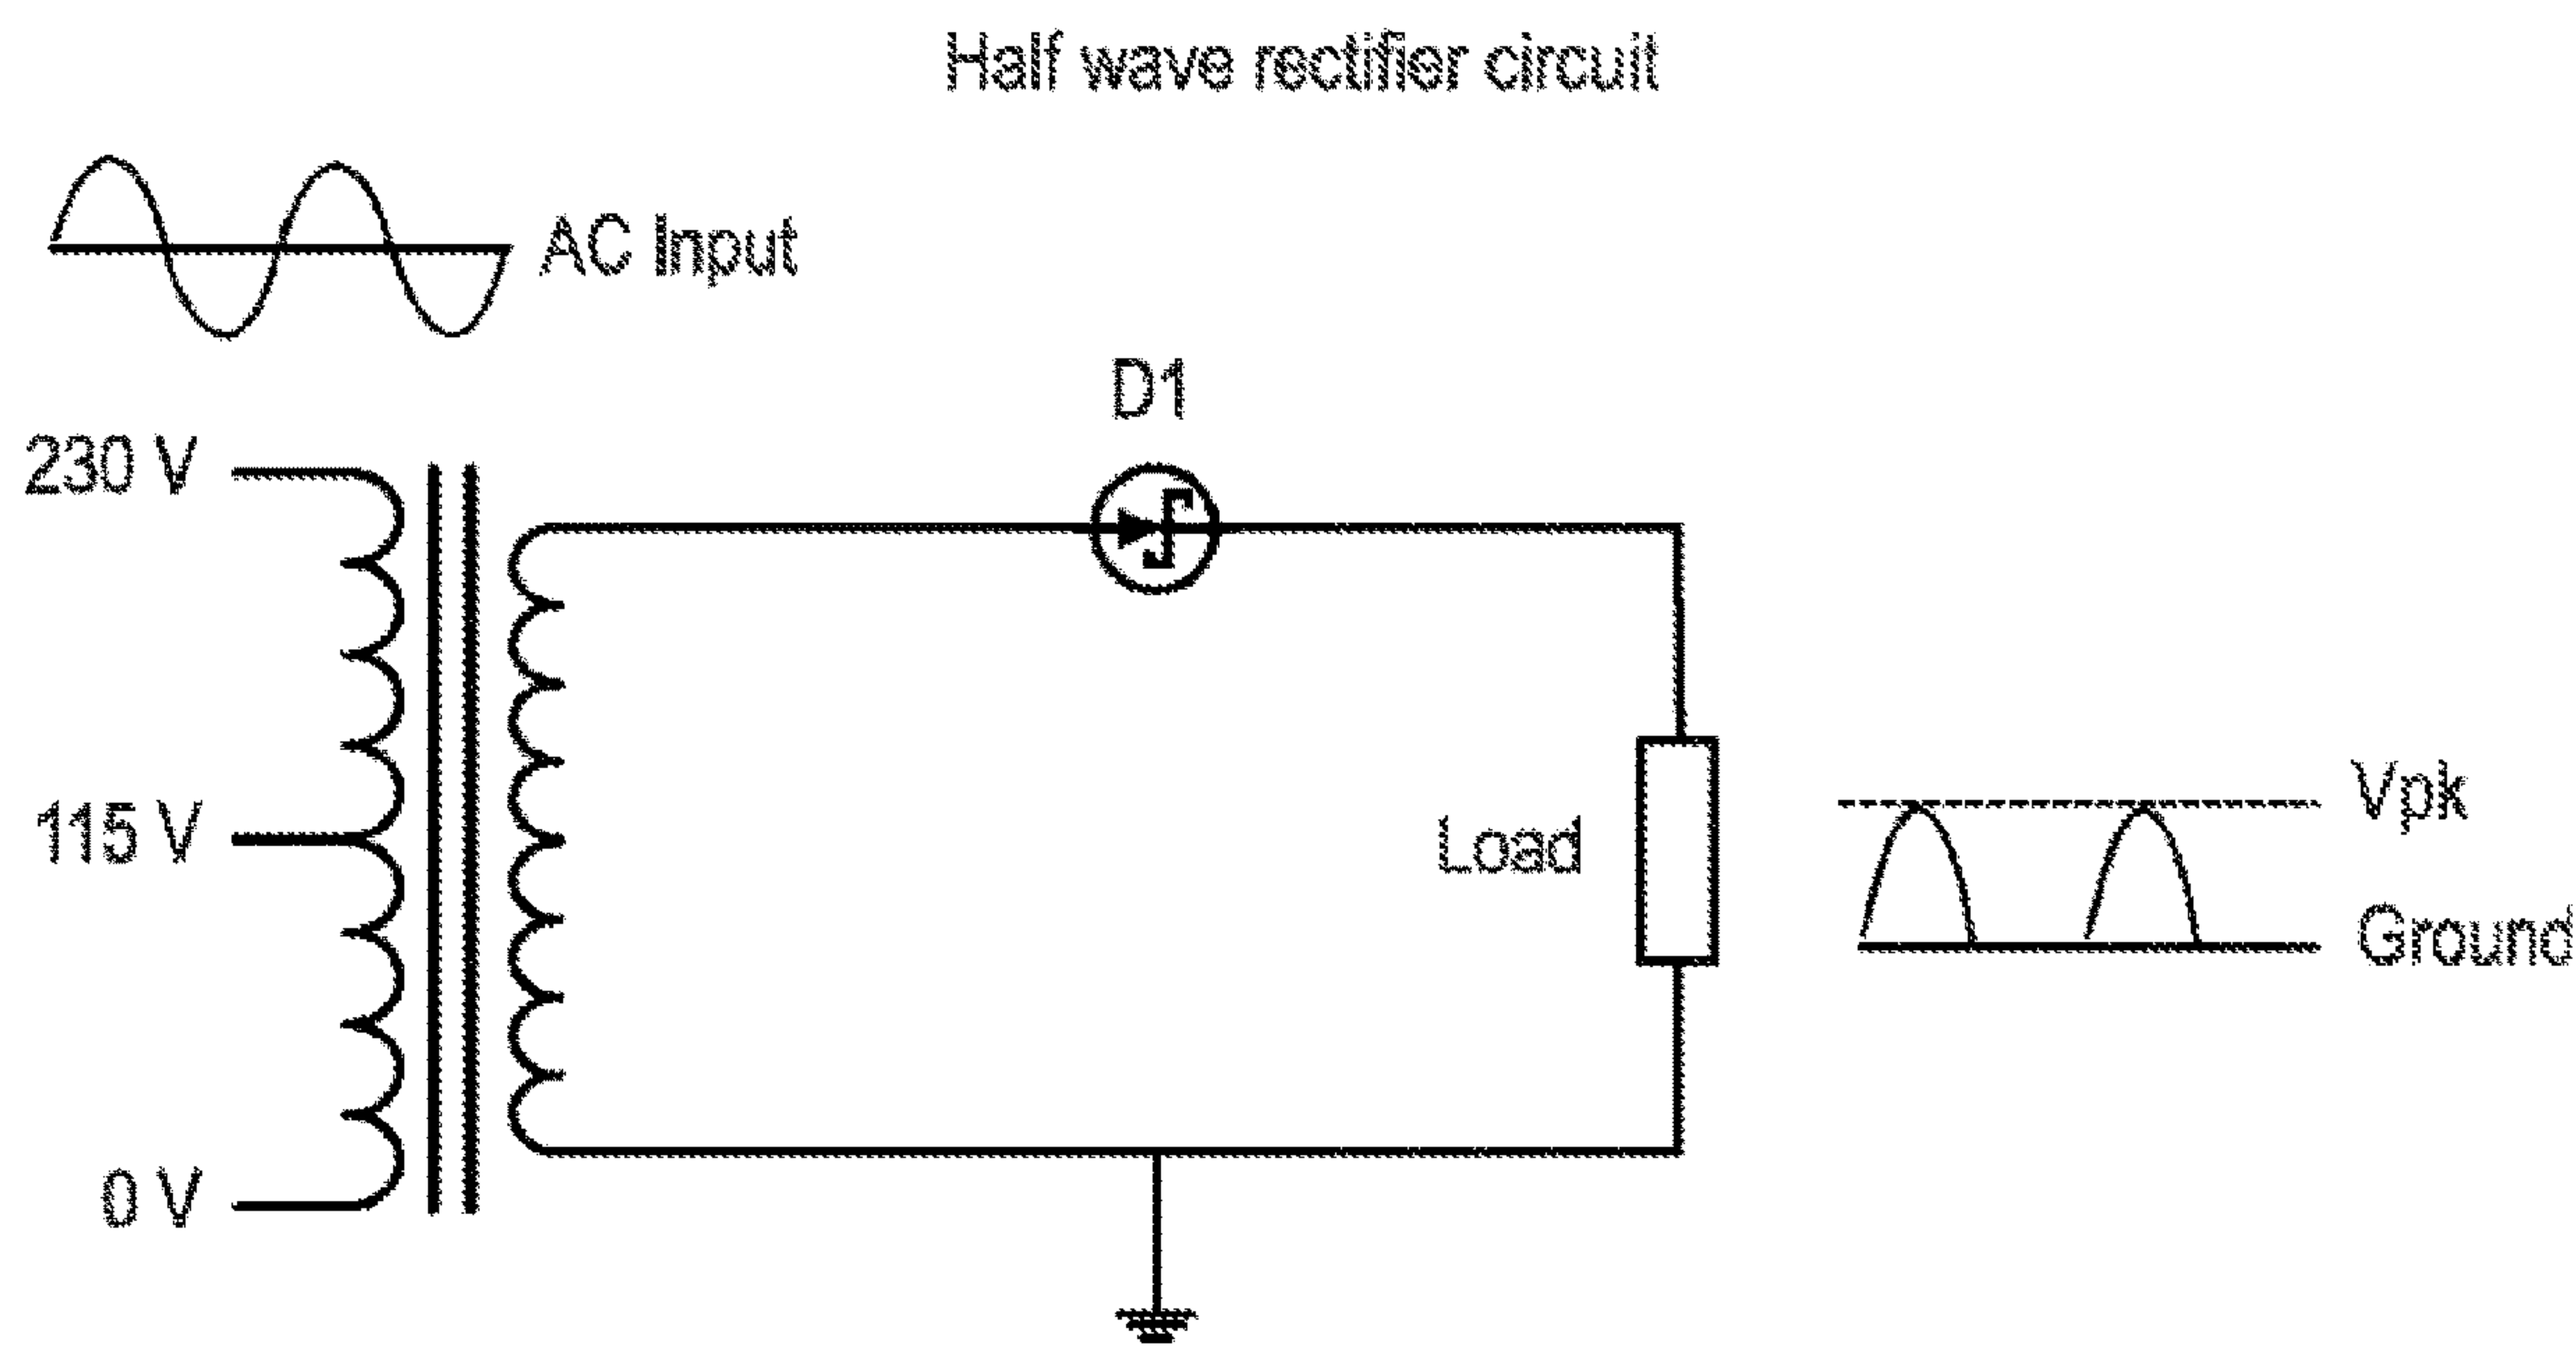 Half wave rectifier circuit
AC Input
D1
230 V
115 V
Load
Vpk
Ground
0 V